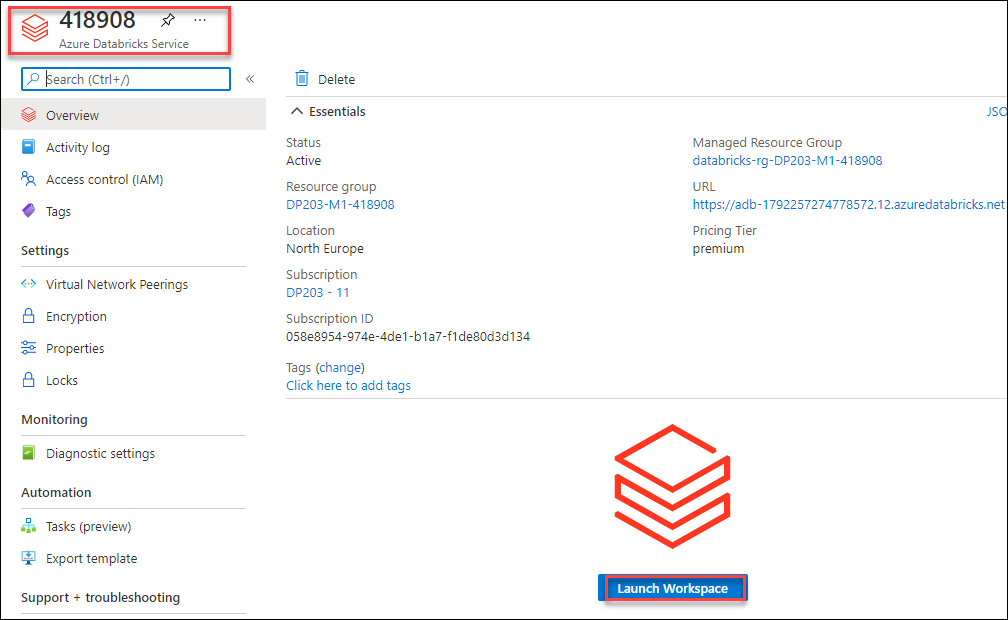 418908
...
Azure Databricks Service
Search (Ctrl+/)
«
Overview
Activity log
Access control (IAM)
Tags
Settings
Virtual Network Peerings
Encryption
Properties
Locks
Monitoring
Diagnostic settings
Automation
Tasks (preview)
Export template
Support + troubleshooting
Delete
Essentials
JSO
Status
Active
Resource group
DP203-M1-418908
Location
North Europe
Subscription
DP203 - 11
Subscription ID
058e8954-974e-4de1-b1a7-f1de80d3d134
Tags (change)
Click here to add tags
Managed Resource Group
databricks-rg-DP203-M1-418908
URL
https://adb-1792257274778572.12.azuredatabricks.net
Pricing Tier
premium
Launch Workspace